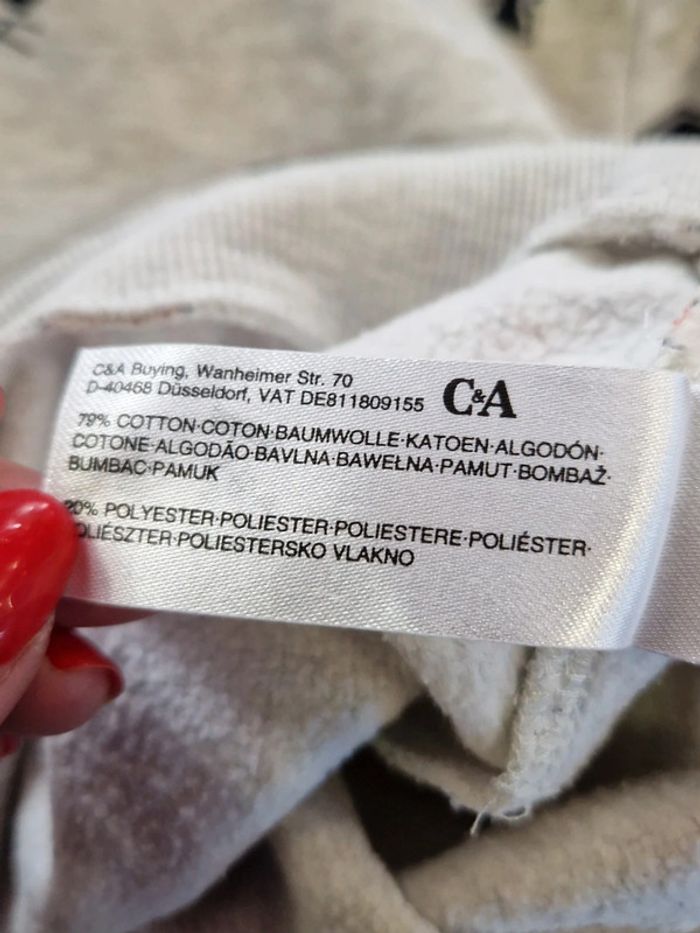 C&A Buying, Wanheimer Str. 70
D-40468 Düsseldorf, VAT DE811809155
C&A
79% COTTON·COTON·BAUMWOLLE·KATOEN·ALGODÓN·
COTONE·ALGODÃO·BAVLNA·BAWEŁNA·PAMUT·BOMBAŽ·
BUMBAC·PAMUK
20% POLYESTER·POLIESTER·POLIESTERE·POLIÉSTER·
POLIÉSZTER·POLIESTERSKO VLAKNO